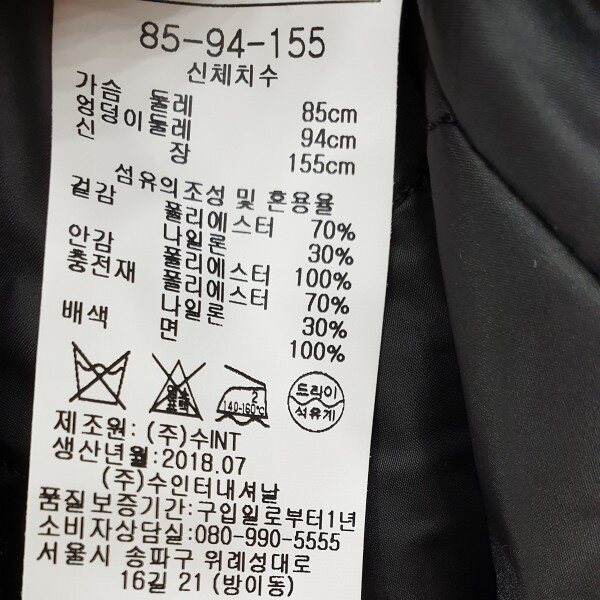 85-94-155
신체치수
가슴 둘레 85cm
엉덩이둘레 94cm
신 장 155cm
섬유의조성 및 혼용율
겉감 폴리에스터 70%
나일론 30%
안감 폴리에스터 100%
충전재 폴리에스터 70%
나일론 30%
배색 면 100%
염소
표백
2
140-160℃
드라이
석유계
제조원: (주)수INT
생산년월:2018.07
(주)수인터내셔날
품질보증기간:구입일로부터1년
소비자상담실:080-990-5555
서울시 송파구 위례성대로
16길 21 (방이동)